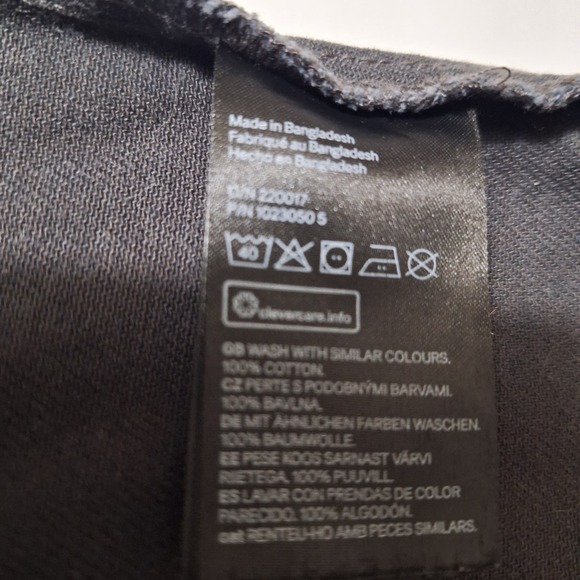 Made in Bangladesh
Fabriqué au Bangladesh
Hecho en Bangladesh
O/N 220017
P/N 1023050 5
40
clevercare.info
GB WASH WITH SIMILAR COLOURS.
100% COTTON.
CZ PERTE S PODOBNÝMI BARVAMI.
100% BAVLNA.
DE MIT ÄHNLICHEN FARBEN WASCHEN.
100% BAUMWOLLE.
EE PESE KOOS SARNAST VÄRVI
RIIETEGA. 100% PUUVILL.
ES LAVAR CON PRENDAS DE COLOR
PARECIDO. 100% ALGODÓN.
cat RENTEU-HO AMB PECES SIMILARS.